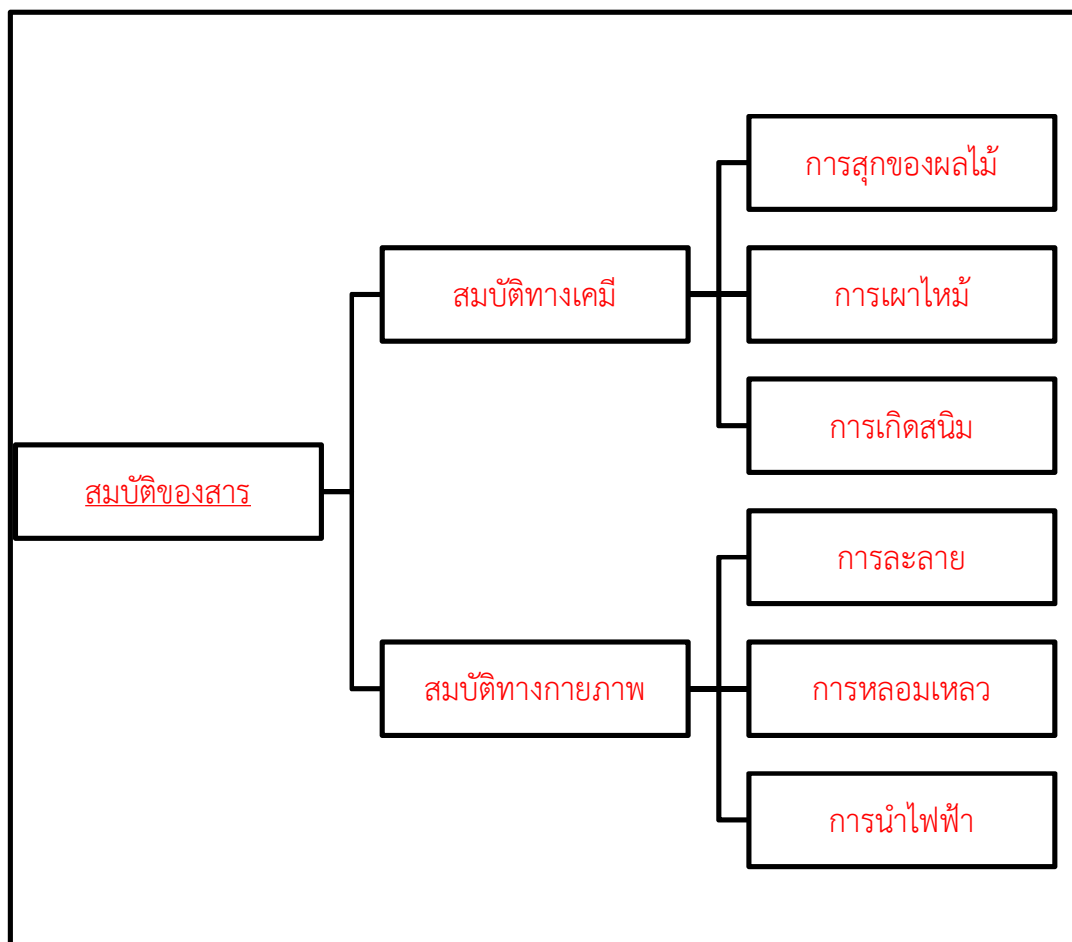 การสุกของผลไม้
สมบัติทางเคมี
การเผาไหม้
การเกิดสนิม
สมบัติของสาร
การละลาย
สมบัติทางกายภาพ
การหลอมเหลว
การนำไฟฟ้า